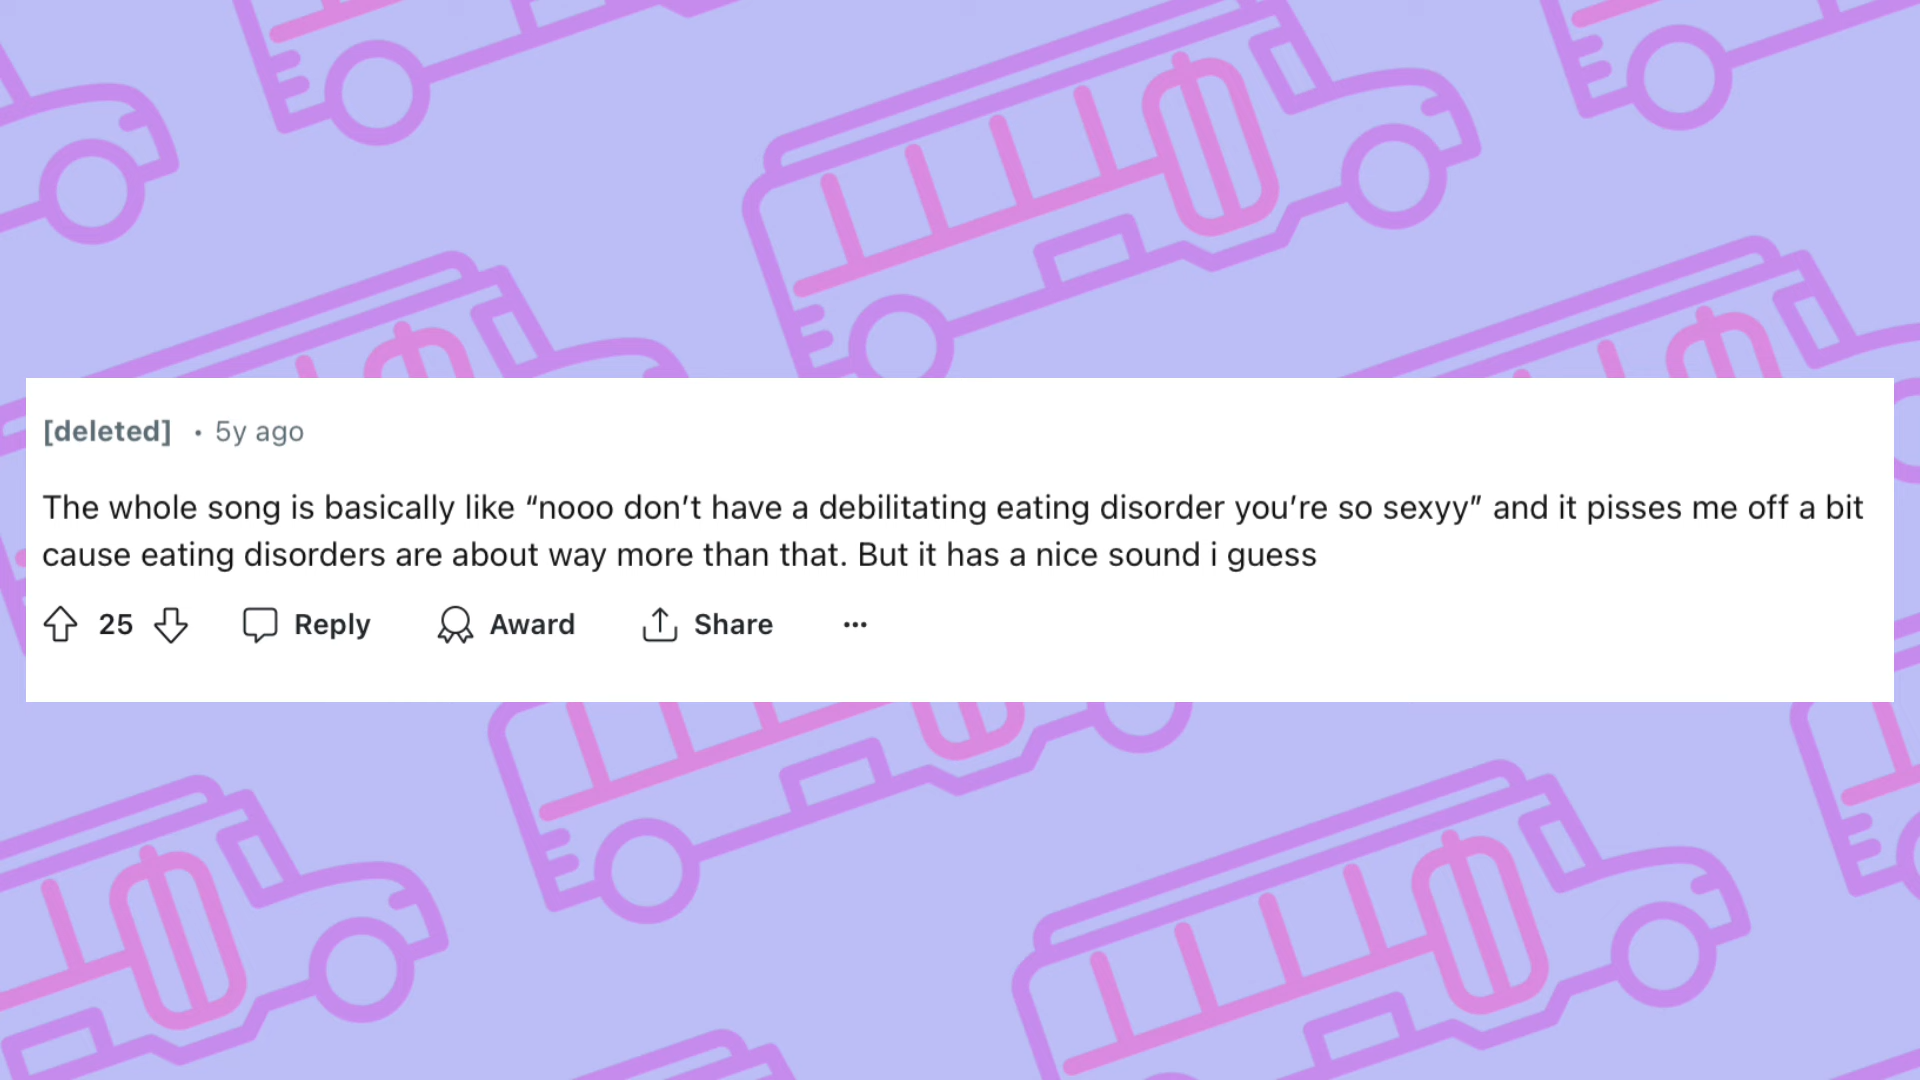 [deleted] • 5y ago
The whole song is basically like “nooo don’t have a debilitating eating disorder you’re so sexyy” and it pisses me off a bit
cause eating disorders are about way more than that. But it has a nice sound i guess
25 Reply Award Share ...